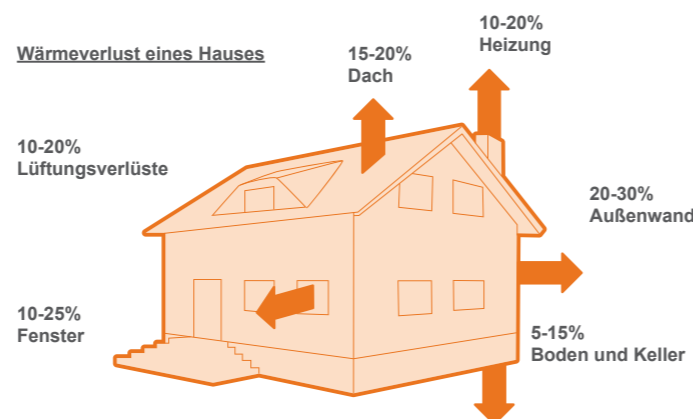 Wärmeverlust eines Hauses
15-20%
Dach
10-20%
Heizung
10-20%
Lüftungsverlüste
20-30%
Außenwand
10-25%
Fenster
5-15%
Boden und Keller